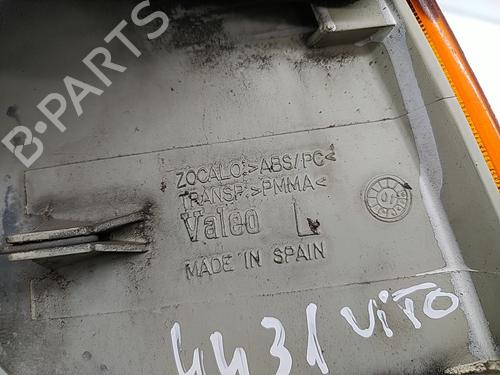 B-PARTS
ZOCALO:>ABS/PC<
TRANSP:>PMMA<
Valeo L
MADE IN SPAIN
4431 VITO